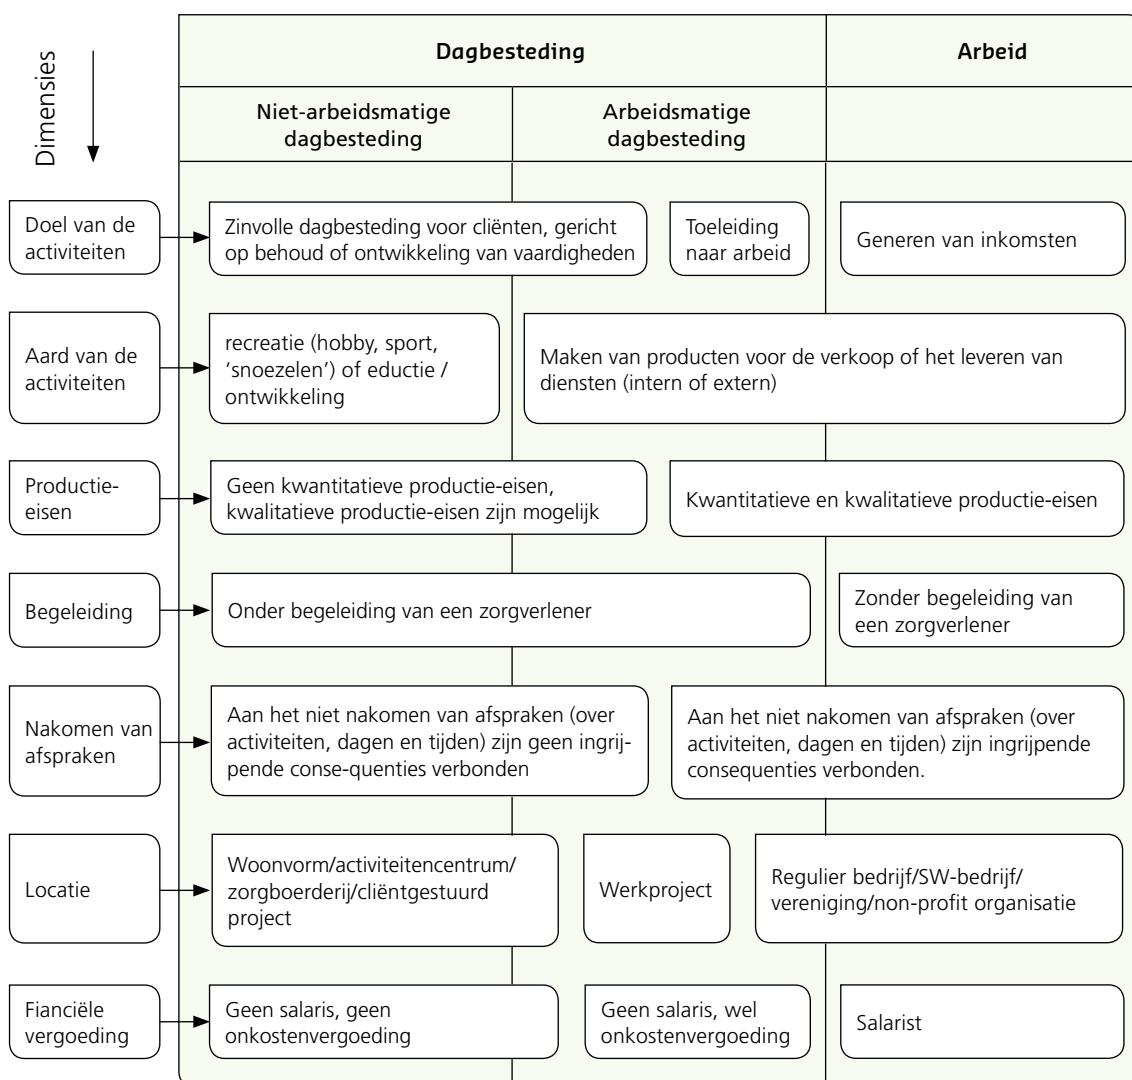 Dimensies
Dagbesteding
Arbeid
Niet-arbeidsmatige
dagbesteding
Arbeidsmatige
dagbesteding
Doel van de
activiteiten
Zinvolle dagbesteding voor cliënten, gericht
op behoud of ontwikkeling van vaardigheden
Toeleiding
naar arbeid
Generen van inkomsten
Aard van de
activiteiten
recreatie (hobby, sport,
‘snoezelen’) of eductie /
ontwikkeling
Maken van producten voor de verkoop of het leveren van
diensten (intern of extern)
Productie-
eisen
Geen kwantitatieve productie-eisen,
kwalitatieve productie-eisen zijn mogelijk
Kwantitatieve en kwalitatieve productie-eisen
Begeleiding
Onder begeleiding van een zorgverlener
Zonder begeleiding van
een zorgverlener
Nakomen van
afspraken
Aan het niet nakomen van afspraken (over
activiteiten, dagen en tijden) zijn geen ingrij-
pende conse-quenties verbonden
Aan het niet nakomen van afspraken (over
activiteiten, dagen en tijden) zijn ingrijpende
consequenties verbonden.
Locatie
Woonvorm/activiteitencentrum/
zorgboerderij/cliëntgestuurd
project
Werkproject
Regulier bedrijf/SW-bedrijf/
vereniging/non-profit organisatie
Fianciële
vergoeding
Geen salaris, geen
onkostenvergoeding
Geen salaris, wel
onkostenvergoeding
Salarist